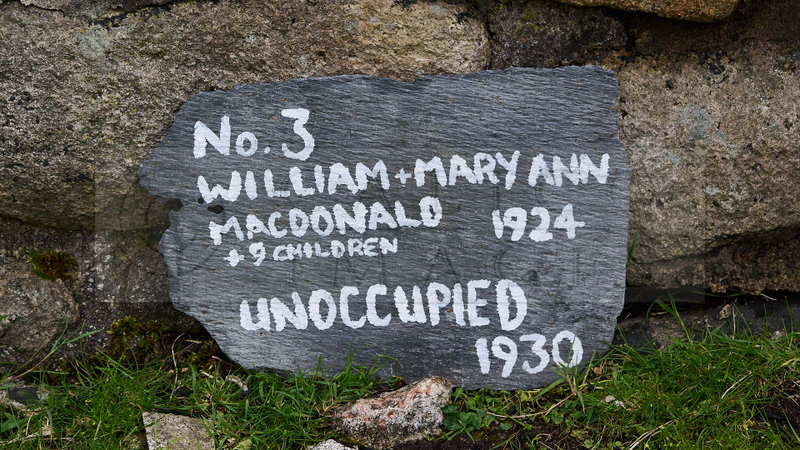 No. 3
WILLIAM + MARY ANN
MACDONALD 1924
+ 9 CHILDREN
UNOCCUPIED
1930